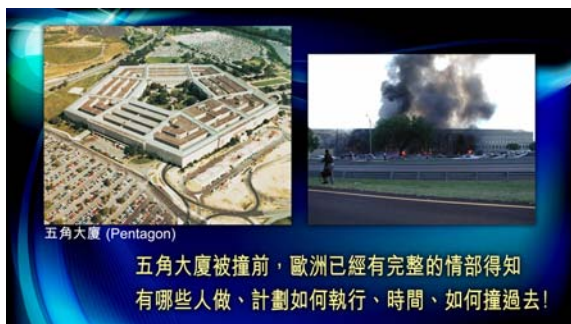 五角大廈 (Pentagon)
五角大廈被撞前，歐洲已經有完整的情部得知
有哪些人做、計劃如何執行、時間、如何撞過去!